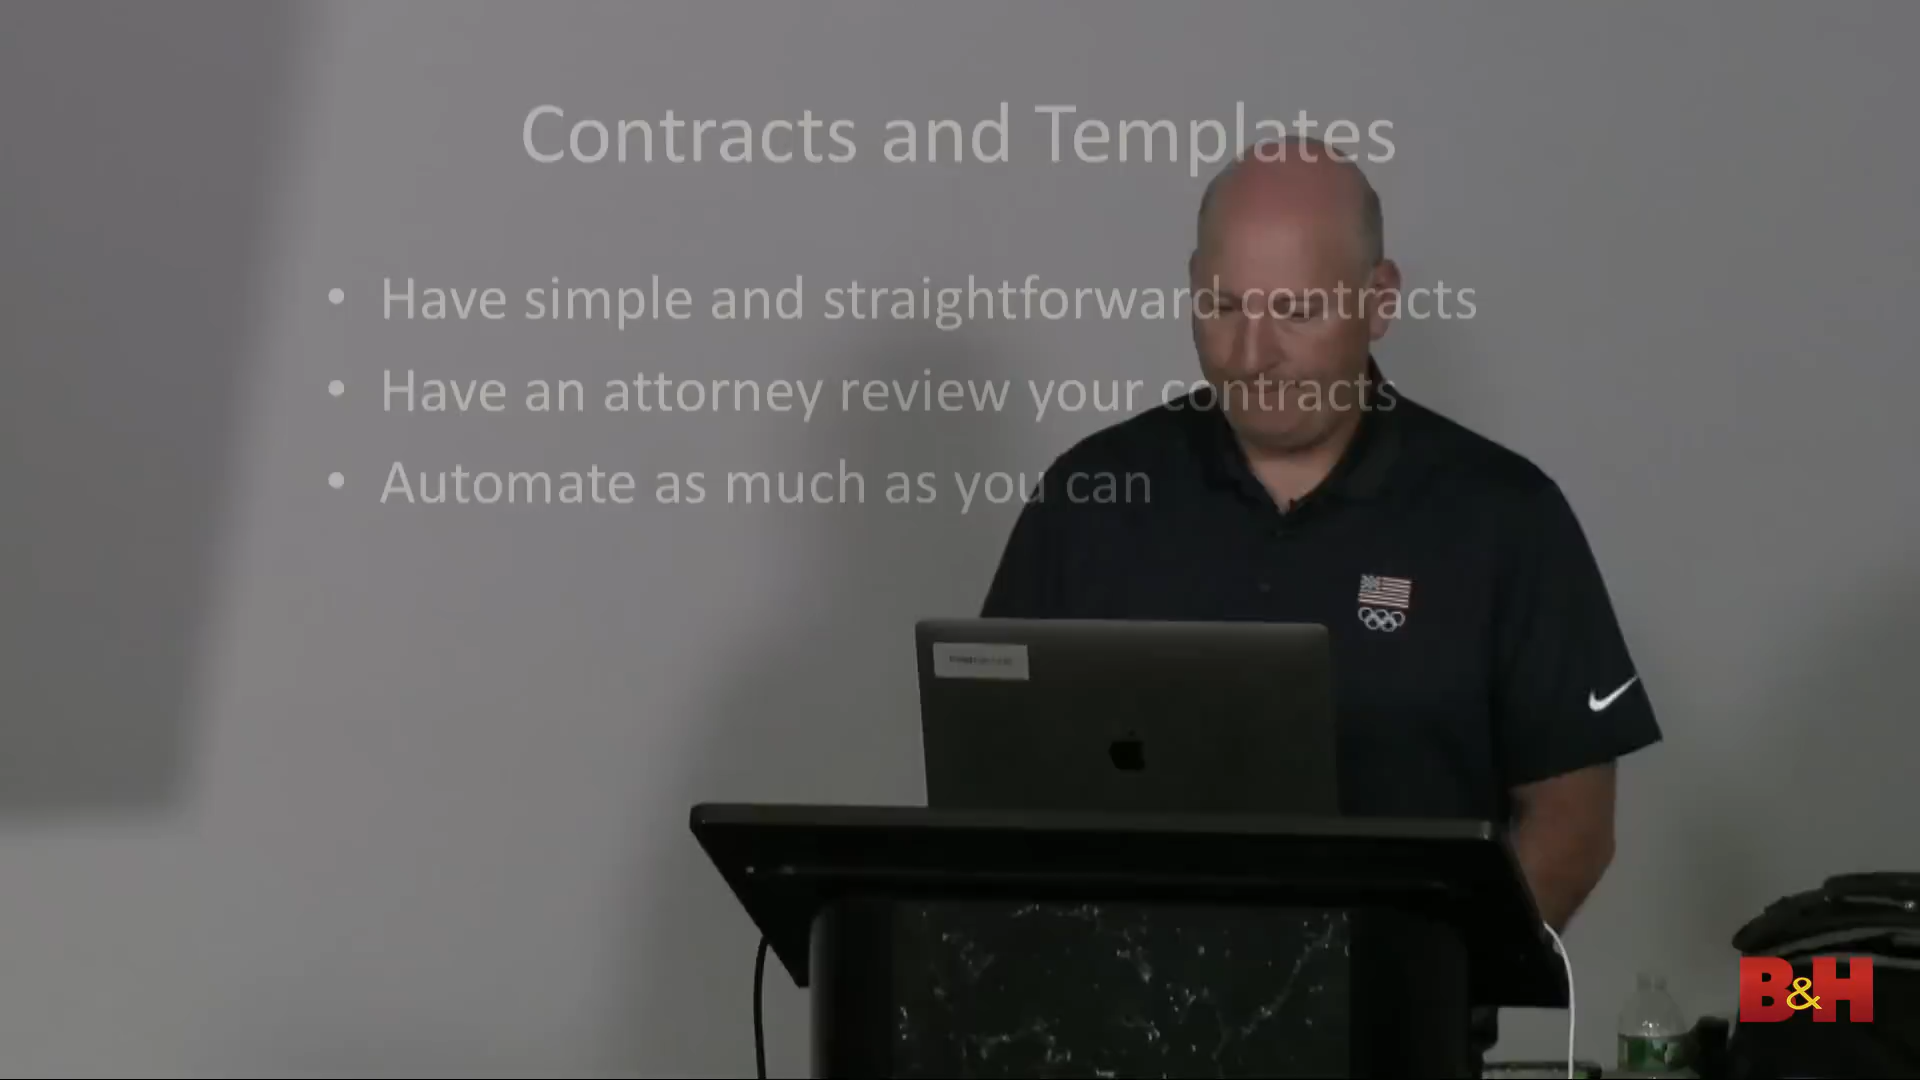 Contracts and Templates
• Have simple and straightforward contracts
• Have an attorney review your contracts
• Automate as much as you can
B&H